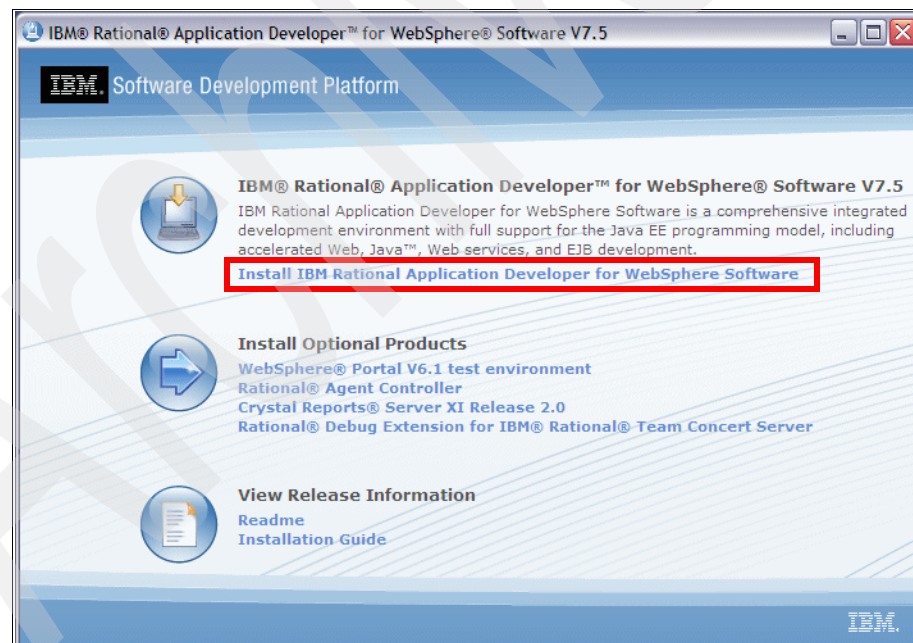 IBM® Rational® Application Developer™ for WebSphere® Software V7.5
IBM. Software Development Platform
IBM® Rational® Application Developer™ for WebSphere® Software V7.5
IBM Rational Application Developer for WebSphere Software is a comprehensive integrated
development environment with full support for the Java EE programming model, including
accelerated Web, Java™, Web services, and EJB development.
Install IBM Rational Application Developer for WebSphere Software
Install Optional Products
WebSphere® Portal V6.1 test environment
Rational® Agent Controller
Crystal Reports® Server XI Release 2.0
Rational® Debug Extension for IBM® Rational® Team Concert Server
View Release Information
Readme
Installation Guide
IBM.